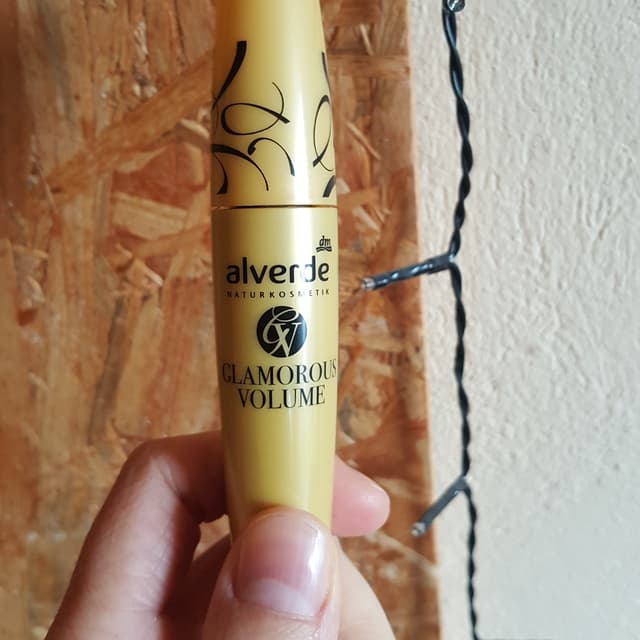 dm
alverde
NATURKOSMETIK
GV
GLAMOROUS
VOLUME